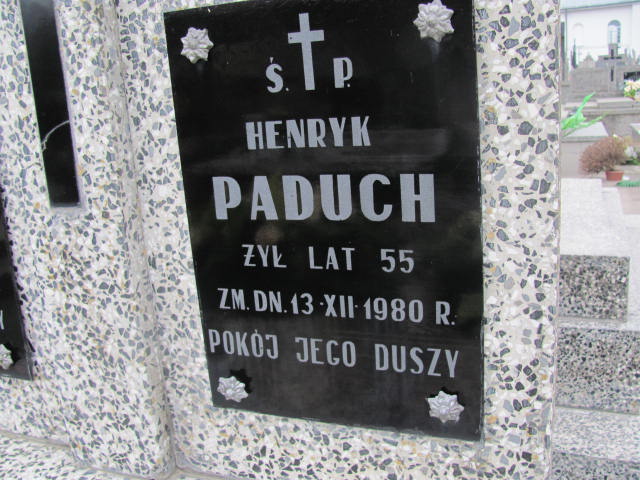 Ś. P.
HENRYK
PADUCH
ŻYŁ LAT 55
ZM. DN. 13·XII·1980 R.
POKÓJ JEGO DUSZY